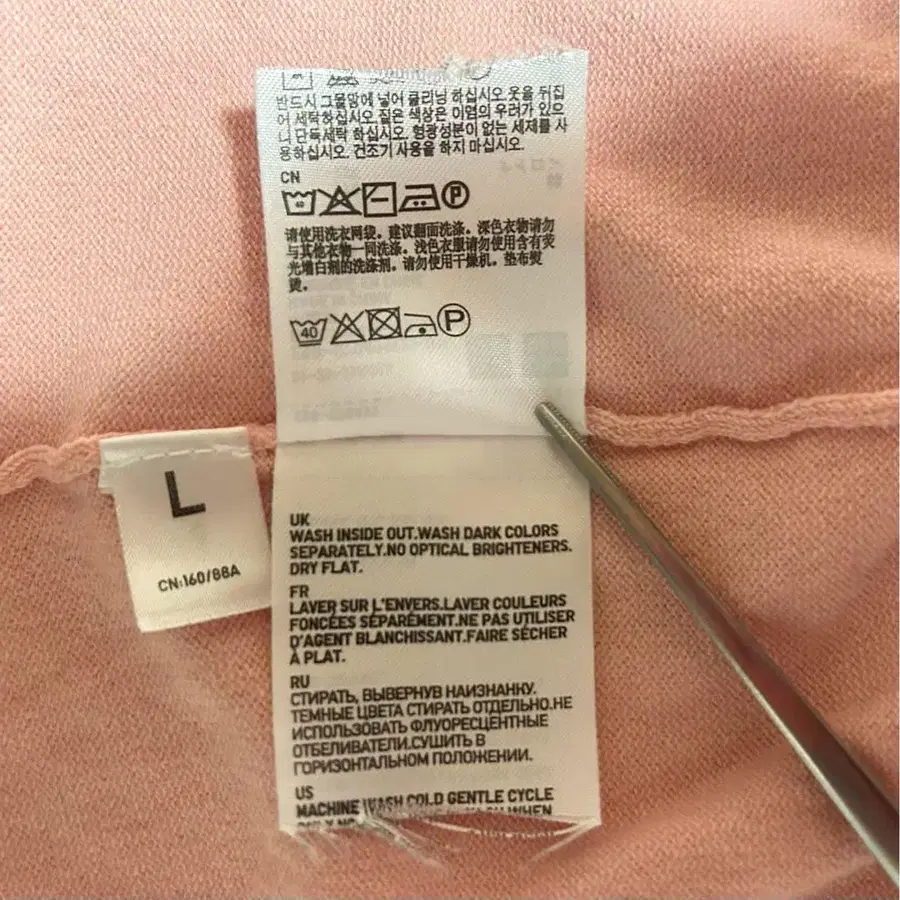 반드시 그물망에 넣어 클리닝 하십시오 옷을 뒤집
어 세탁하십시오 짙은 색상은 이염의 우려가 있으
니 단독세탁 하십시오. 형광성분이 없는 세재를 사
용하십시오. 건조기 사용을 하지 마십시오.
CN
40
P
请使用洗衣网袋。建议翻面洗涤。深色衣物请勿
与其他衣物一同洗涤。浅色衣服请勿使用含有荧
光增白剂的洗涤剂。请勿使用干燥机。垫布熨
烫。
40
P
L
CN:160/88A
UK
WASH INSIDE OUT.WASH DARK COLORS
SEPARATELY.NO OPTICAL BRIGHTENERS.
DRY FLAT.
FR
LAVER SUR L'ENVERS.LAVER COULEURS
FONCÉES SÉPARÉMENT.NE PAS UTILISER
D'AGENT BLANCHISSANT.FAIRE SÉCHER
À PLAT.
RU
СТИРАТЬ, ВЫВЕРНУВ НАИЗНАНКУ.
ТЕМНЫЕ ЦВЕТА СТИРАТЬ ОТДЕЛЬНО.НЕ
ИСПОЛЬЗОВАТЬ ФЛУОРЕСЦЕНТНЫЕ
ОТБЕЛИВАТЕЛИ.СУШИТЬ В
ГОРИЗОНТАЛЬНОМ ПОЛОЖЕНИИ.
US
MACHINE WASH COLD GENTLE CYCLE